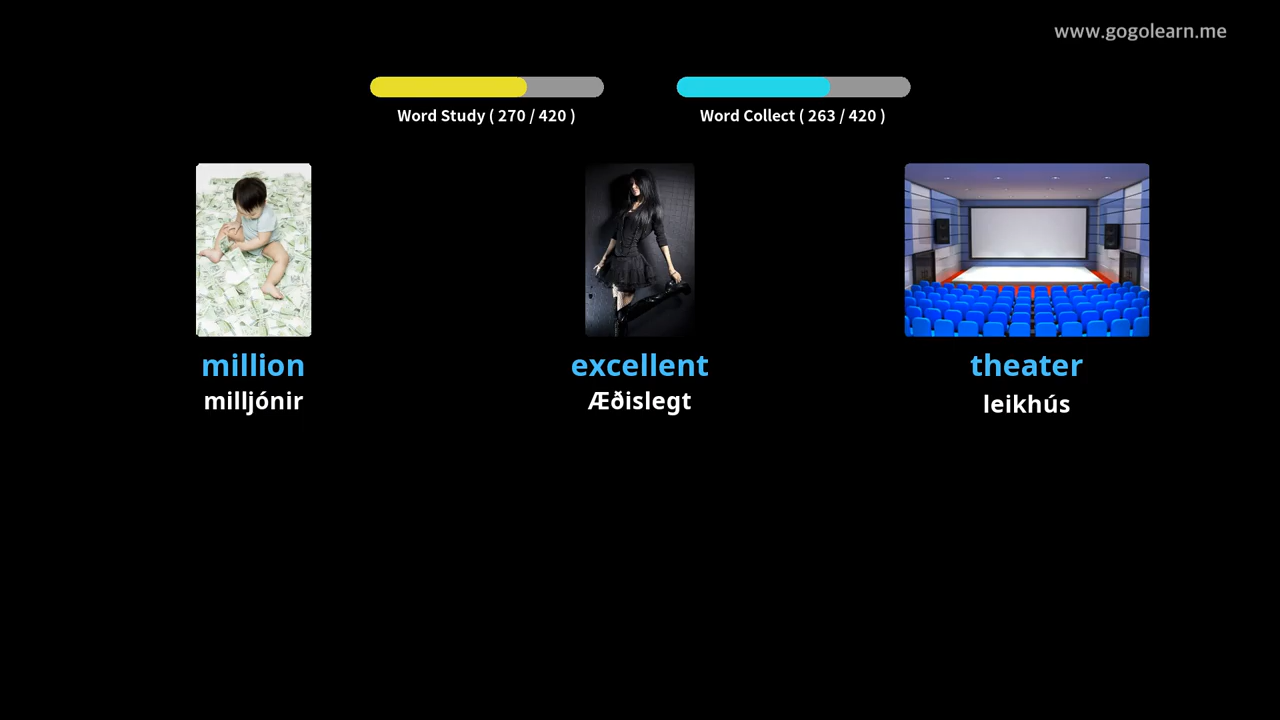 www.gogolearn.me
Word Study ( 270 / 420 )
Word Collect ( 263 / 420 )
million
milljónir
excellent
Æðislegt
theater
leikhús